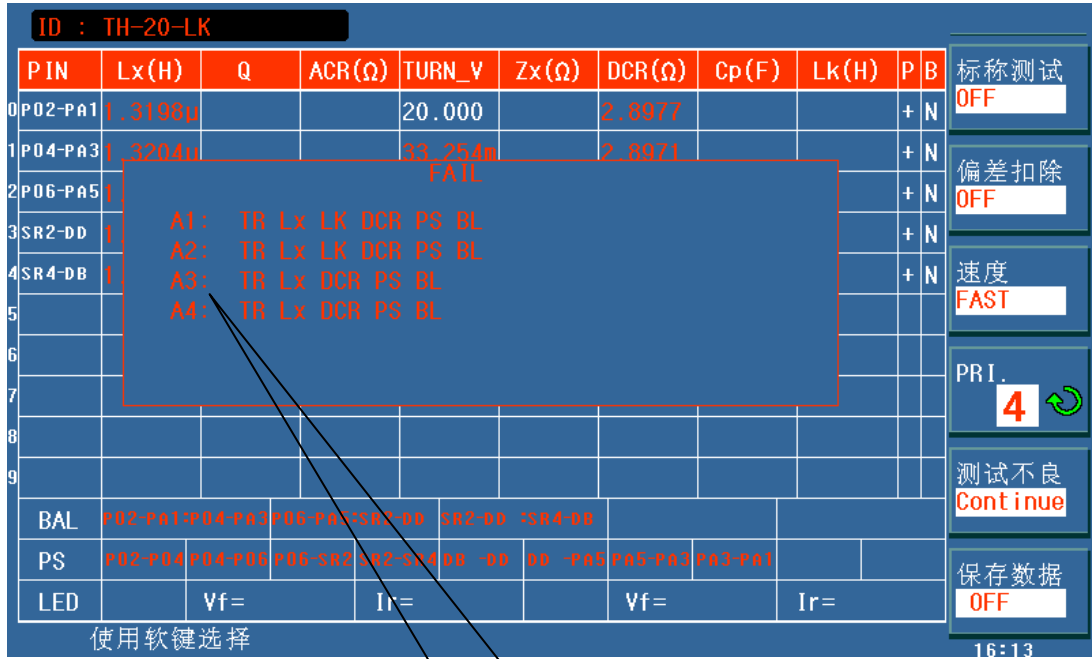 ID : TH-20-LK
PIN Lx(H) Q ACR(Ω) TURN_V Zx(Ω) DCR(Ω) Cp(F) Lk(H) P B
0 P02-PA1 1.3198μ 20.000 2.8977 + N
1 P04-PA3 1.3204μ 33.254m 2.8971 + N
2 P06-PA5 1 + N
3 SR2-DD 1 + N
4 SR4-DB 1 + N
5
6
7
8
9
FAIL
A1: TR Lx LK DCR PS BL
A2: TR Lx LK DCR PS BL
A3: TR Lx DCR PS BL
A4: TR Lx DCR PS BL
BAL P02-PA1:P04-PA3 P06-PA5:SR2-DD SR2-DD :SR4-DB
PS P02-P04 P04-P06 P06-SR2 SR2-SR4 DB -DD DD -PA5 PA5-PA3 PA3-PA1
LED Vf= Ir= Vf= Ir=
使用软键选择
标称测试
OFF
偏差扣除
OFF
速度
FAST
PRI.
4
测试不良
Continue
保存数据
OFF
16:13